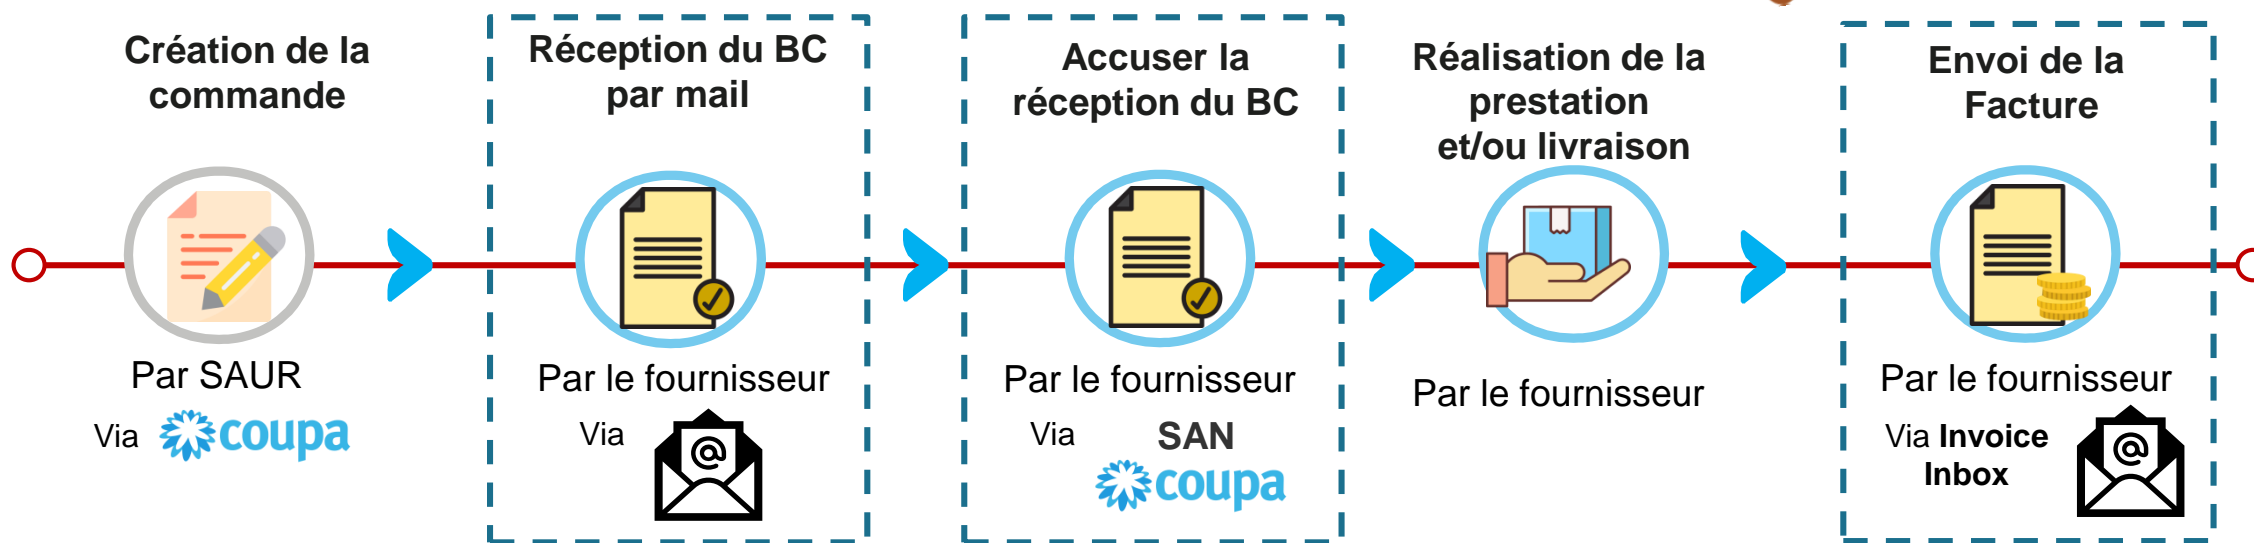 Création de la
commande
Par SAUR
Via coupa
Réception du BC
par mail
Par le fournisseur
Via
Accuser la
réception du BC
Par le fournisseur
Via SAN
coupa
Réalisation de la
prestation
et/ou livraison
Par le fournisseur
Envoi de la
Facture
Par le fournisseur
Via Invoice
Inbox